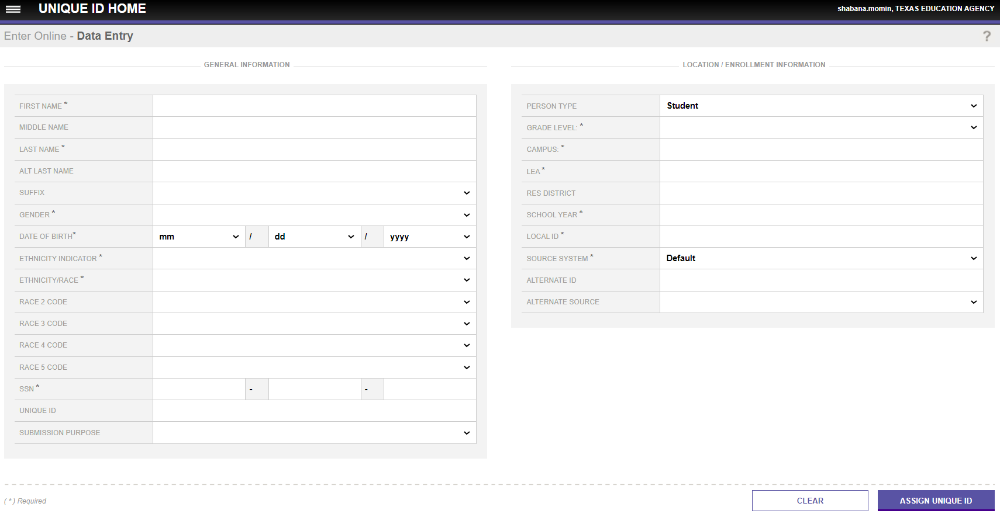 UNIQUE ID HOME
shabana.momin, TEXAS EDUCATION AGENCY
Enter Online - Data Entry
?
GENERAL INFORMATION
FIRST NAME *
MIDDLE NAME
LAST NAME *
ALT LAST NAME
SUFFIX
GENDER *
DATE OF BIRTH* mm / dd / yyyy
ETHNICITY INDICATOR *
ETHNICITY/RACE *
RACE 2 CODE
RACE 3 CODE
RACE 4 CODE
RACE 5 CODE
SSN * - -
UNIQUE ID
SUBMISSION PURPOSE
LOCATION / ENROLLMENT INFORMATION
PERSON TYPE Student
GRADE LEVEL: *
CAMPUS: *
LEA *
RES DISTRICT
SCHOOL YEAR *
LOCAL ID *
SOURCE SYSTEM * Default
ALTERNATE ID
ALTERNATE SOURCE
( * ) Required
CLEAR
ASSIGN UNIQUE ID